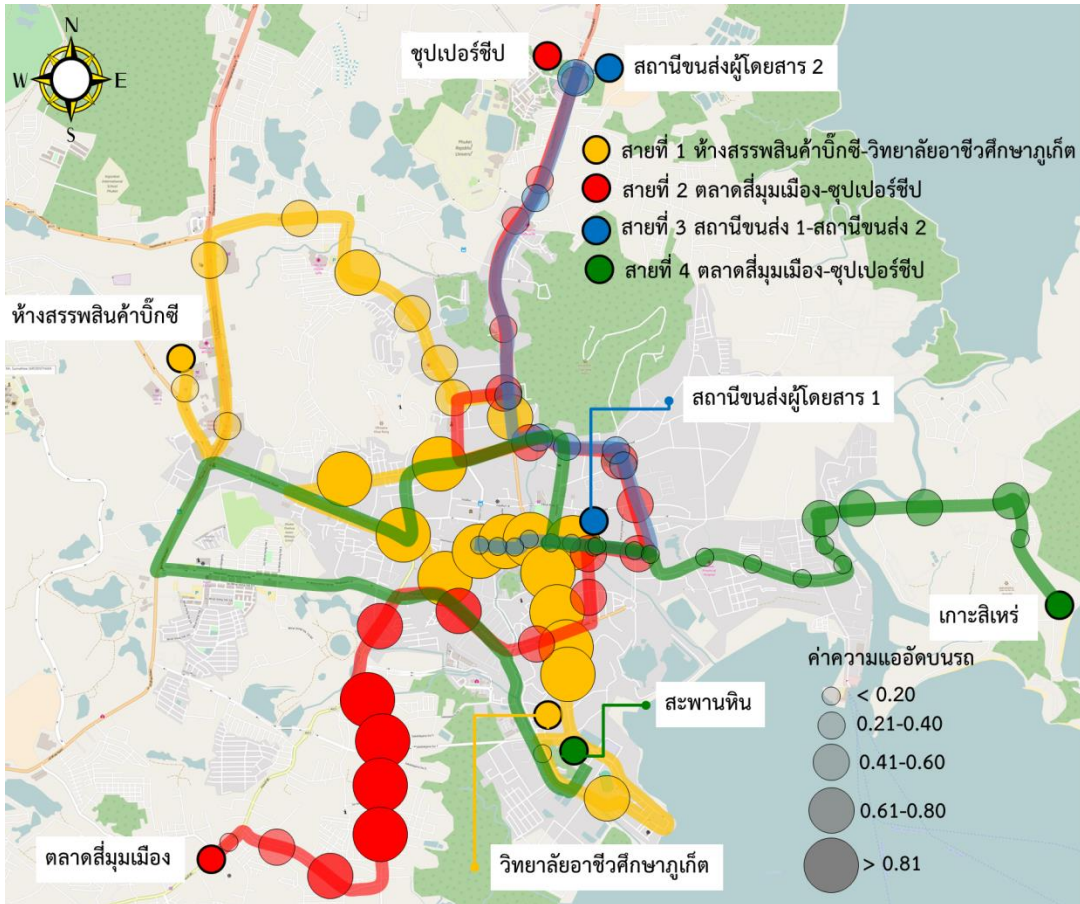 N
W
E
S
ซุปเปอร์ชีป
สถานีขนส่งผู้โดยสาร 2
สายที่ 1 ห้างสรรพสินค้าบิ๊กซี-วิทยาลัยอาชีวศึกษาภูเก็ต
สายที่ 2 ตลาดสี่มุมเมือง-ซุปเปอร์ชีป
สายที่ 3 สถานีขนส่ง 1-สถานีขนส่ง 2
สายที่ 4 ตลาดสี่มุมเมือง-ซุปเปอร์ชีป
ห้างสรรพสินค้าบิ๊กซี
สถานีขนส่งผู้โดยสาร 1
เกาะสิเหร่
ค่าความแออัดบนรถ
< 0.20
0.21-0.40
0.41-0.60
0.61-0.80
> 0.81
สะพานหิน
ตลาดสี่มุมเมือง
วิทยาลัยอาชีวศึกษาภูเก็ต
Phuket
Rajabhat
University